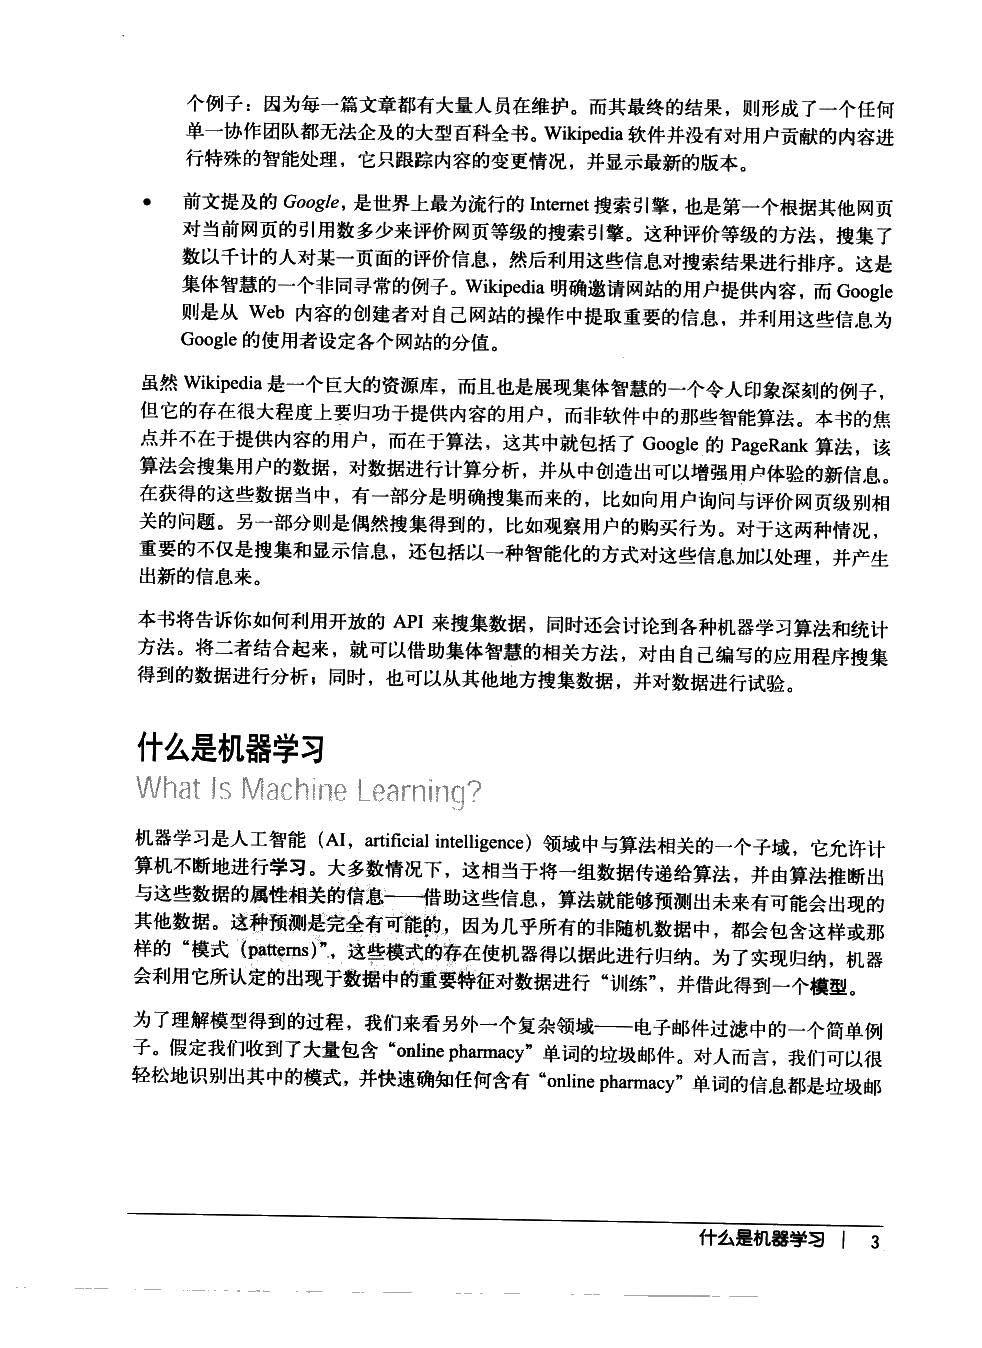 个例子：因为每一篇文章都有大量人员在维护。而其最终的结果，则形成了一个任何
单一协作团队都无法企及的大型百科全书。Wikipedia 软件并没有对用户贡献的内容进
行特殊的智能处理，它只跟踪内容的变更情况，并显示最新的版本。
• 前文提及的 Google，是世界上最为流行的 Internet 搜索引擎，也是第一个根据其他网页
对当前网页的引用数多少来评价网页等级的搜索引擎。这种评价等级的方法，搜集了
数以千计的人对某一页面的评价信息，然后利用这些信息对搜索结果进行排序。这是
集体智慧的一个非同寻常的例子。Wikipedia 明确邀请网站的用户提供内容，而 Google
则是从 Web 内容的创建者对自己网站的操作中提取重要的信息，并利用这些信息为
Google 的使用者设定各个网站的分值。
虽然 Wikipedia 是一个巨大的资源库，而且也是展现集体智慧的一个令人印象深刻的例子，
但它的存在很大程度上要归功于提供内容的用户，而非软件中的那些智能算法。本书的焦
点并不在于提供内容的用户，而在于算法，这其中就包括了 Google 的 PageRank 算法，该
算法会搜集用户的数据，对数据进行计算分析，并从中创造出可以增强用户体验的新信息。
在获得的这些数据当中，有一部分是明确搜集而来的，比如向用户询问与评价网页级别相
关的问题。另一部分则是偶然搜集得到的，比如观察用户的购买行为。对于这两种情况，
重要的不仅是搜集和显示信息，还包括以一种智能化的方式对这些信息加以处理，并产生
出新的信息来。
本书将告诉你如何利用开放的 API 来搜集数据，同时还会讨论到各种机器学习算法和统计
方法。将二者结合起来，就可以借助集体智慧的相关方法，对由自己编写的应用程序搜集
得到的数据进行分析；同时，也可以从其他地方搜集数据，并对数据进行试验。
什么是机器学习
What Is Machine Learning?
机器学习是人工智能（AI，artificial intelligence）领域中与算法相关的一个子域，它允许计
算机不断地进行学习。大多数情况下，这相当于将一组数据传递给算法，并由算法推断出
与这些数据的属性相关的信息——借助这些信息，算法就能够预测出未来有可能会出现的
其他数据。这种预测是完全有可能的，因为几乎所有的非随机数据中，都会包含这样或那
样的“模式（patterns）”，这些模式的存在使机器得以据此进行归纳。为了实现归纳，机器
会利用它所认定的出现于数据中的重要特征对数据进行“训练”，并借此得到一个模型。
为了理解模型得到的过程，我们来看另外一个复杂领域——电子邮件过滤中的一个简单例
子。假定我们收到了大量包含“online pharmacy”单词的垃圾邮件。对人而言，我们可以很
轻松地识别出其中的模式，并快速确知任何含有“online pharmacy”单词的信息都是垃圾邮
什么是机器学习 | 3